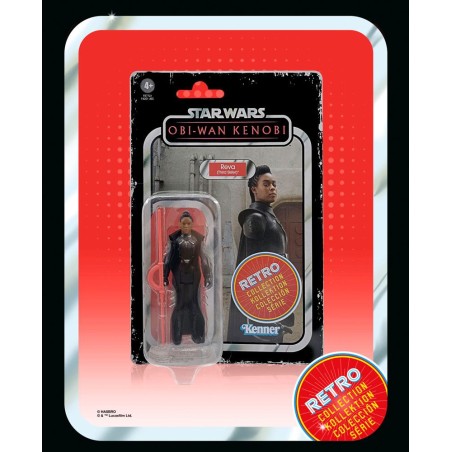 4+
STAR WARS
OBI-WAN KENOBI
Reva
(Third Sister)
RETRO
COLLECTION
KOLLEKTION
COLECCIÓN
SÉRIE
Kenner
© HASBRO
© & ™ Lucasfilm Ltd.
RETRO
COLLECTION
KOLLEKTION
COLECCIÓN
SÉRIE